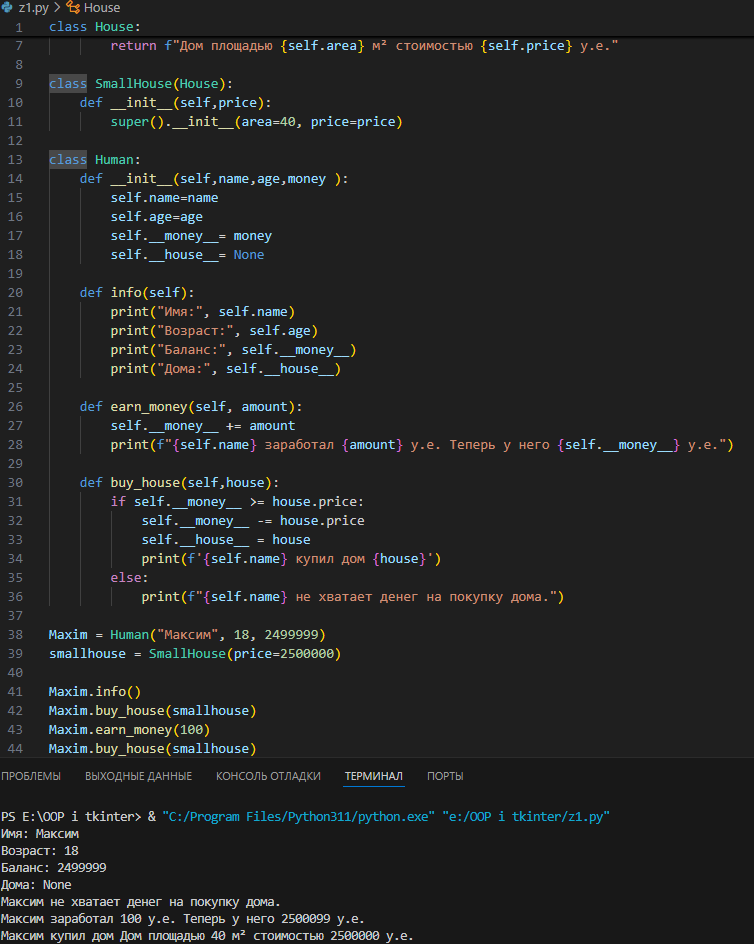 z1.py > House
1 class House:
7 return f"Дом площадью {self.area} м² стоимостью {self.price} у.е."
8
9 class SmallHouse(House):
10 def __init__(self,price):
11 super().__init__(area=40, price=price)
12
13 class Human:
14 def __init__(self,name,age,money ):
15 self.name=name
16 self.age=age
17 self.__money__= money
18 self.__house__= None
19
20 def info(self):
21 print("Имя:", self.name)
22 print("Возраст:", self.age)
23 print("Баланс:", self.__money__)
24 print("Дома:", self.__house__)
25
26 def earn_money(self, amount):
27 self.__money__ += amount
28 print(f"{self.name} заработал {amount} у.е. Теперь у него {self.__money__} у.е.")
29
30 def buy_house(self,house):
31 if self.__money__ >= house.price:
32 self.__money__ -= house.price
33 self.__house__ = house
34 print(f'{self.name} купил дом {house}')
35 else:
36 print(f"{self.name} не хватает денег на покупку дома.")
37
38 Maxim = Human("Максим", 18, 2499999)
39 smallhouse = SmallHouse(price=2500000)
40
41 Maxim.info()
42 Maxim.buy_house(smallhouse)
43 Maxim.earn_money(100)
44 Maxim.buy_house(smallhouse)
ПРОБЛЕМЫ ВЫХОДНЫЕ ДАННЫЕ КОНСОЛЬ ОТЛАДКИ ТЕРМИНАЛ ПОРТЫ
PS E:\OOP i tkinter> & "C:/Program Files/Python311/python.exe" "e:/OOP i tkinter/z1.py"
Имя: Максим
Возраст: 18
Баланс: 2499999
Дома: None
Максим не хватает денег на покупку дома.
Максим заработал 100 у.е. Теперь у него 2500099 у.е.
Максим купил дом Дом площадью 40 м² стоимостью 2500000 у.е.